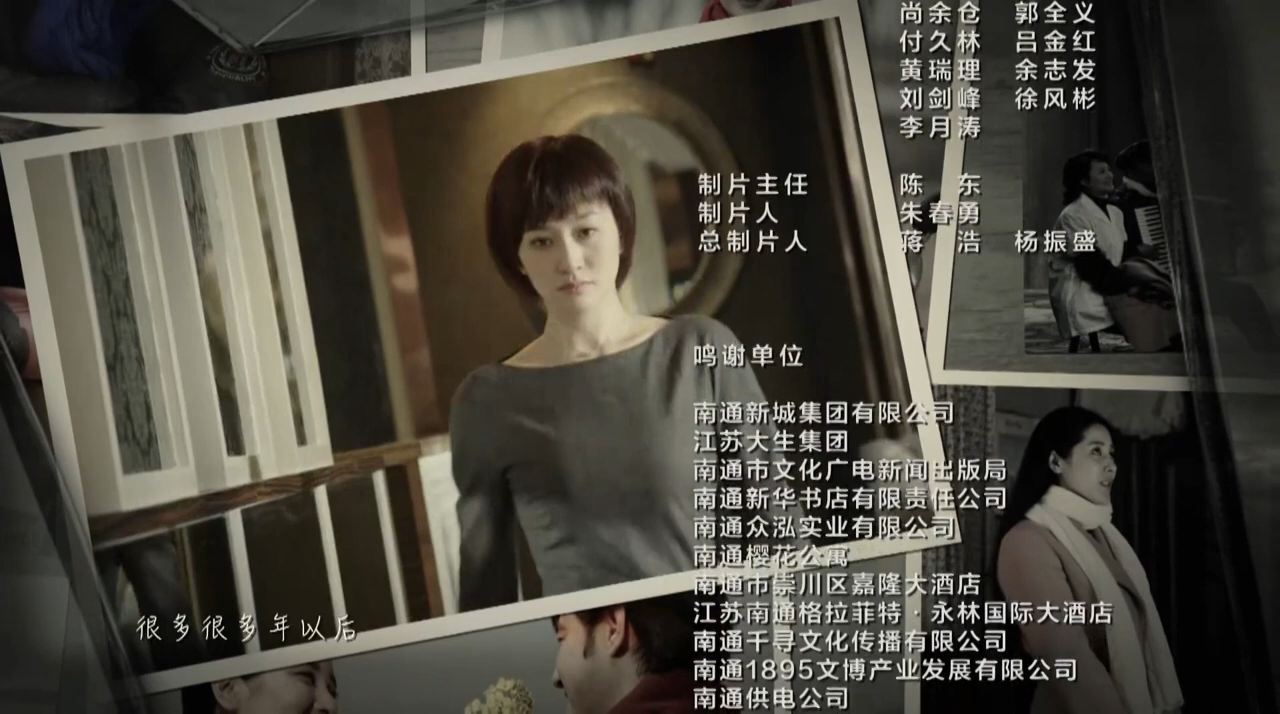 尚余仓 郭全义
付久林 吕金红
黄瑞理 余志发
刘剑峰 徐风彬
李月涛
制片主任 陈 东
制片人 朱春勇
总制片人 蒋 浩 杨振盛
鸣谢单位
南通新城集团有限公司
江苏大生集团
南通市文化广电新闻出版局
南通新华书店有限责任公司
南通众泓实业有限公司
南通樱花公寓
南通市崇川区嘉隆大酒店
江苏南通格拉菲特·永林国际大酒店
南通千寻文化传播有限公司
南通1895文博产业发展有限公司
南通供电公司
很多很多年以后